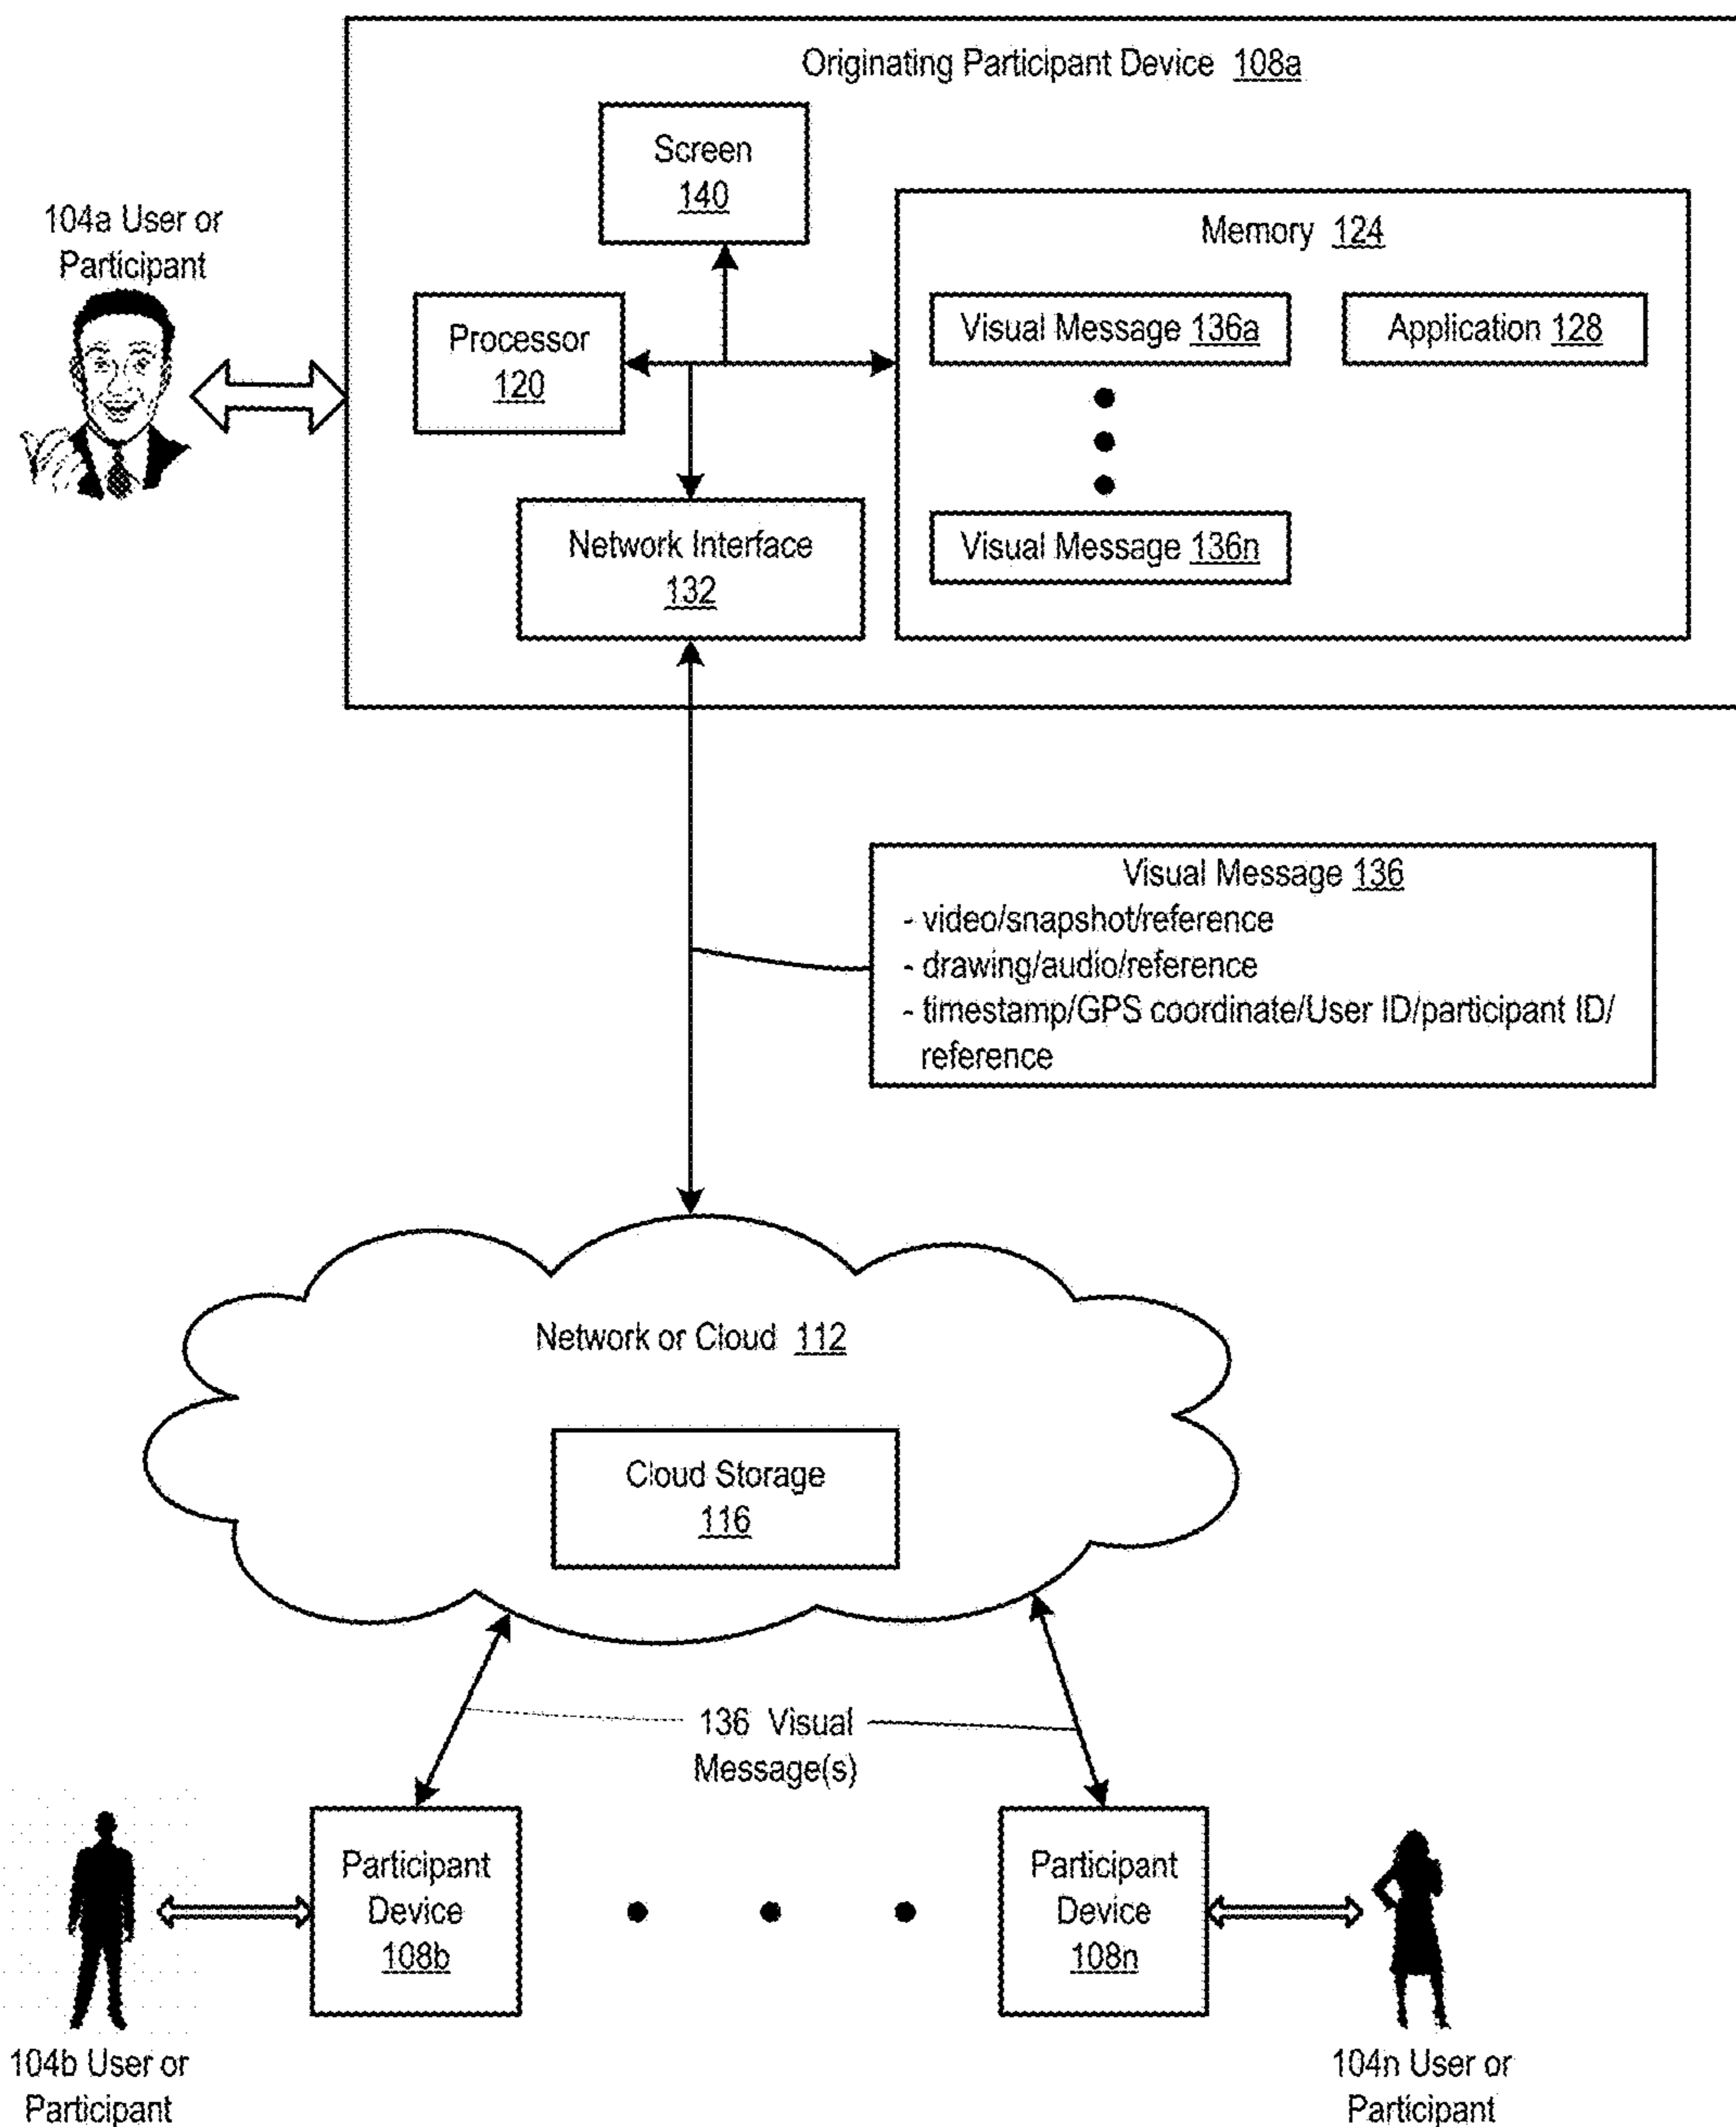 Originating Participant Device 108a
Screen
140
104a User or
Participant
Memory 124
Processor
120
Visual Message 136a
Application 128
Network Interface
132
Visual Message 136n
Visual Message 136
- video/snapshot/reference
- drawing/audio/reference
- timestamp/GPS coordinate/User ID/participant ID/
reference
Network or Cloud 112
Cloud Storage
116
136 Visual
Message(s)
Participant
Device
108b
Participant
Device
108n
104b User or
Participant
104n User or
Participant